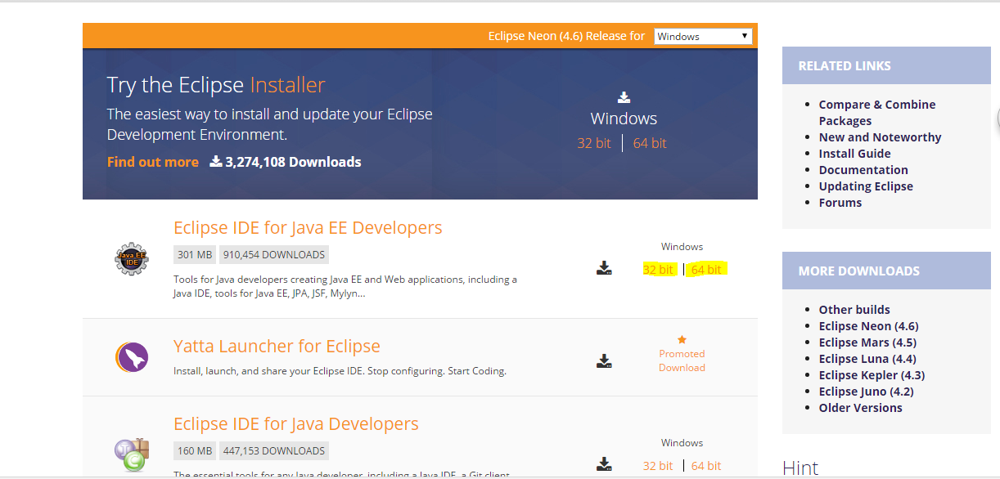 Eclipse Neon (4.6) Release for Windows
Try the Eclipse Installer
The easiest way to install and update your Eclipse
Development Environment.
Find out more 3,274,108 Downloads
Windows
32 bit 64 bit
Eclipse IDE for Java EE Developers
301 MB 910,454 DOWNLOADS
Tools for Java developers creating Java EE and Web applications, including a
Java IDE, tools for Java EE, JPA, JSF, Mylyn...
Java EE
IDE
Windows
32 bit 64 bit
Yatta Launcher for Eclipse
Install, launch, and share your Eclipse IDE. Stop configuring. Start Coding.
Promoted
Download
Eclipse IDE for Java Developers
160 MB 447,153 DOWNLOADS
The essential tools for any Java developer, including a Java IDE, a Git client,
J
C
Windows
32 bit 64 bit
RELATED LINKS
Compare & Combine
Packages
New and Noteworthy
Install Guide
Documentation
Updating Eclipse
Forums
MORE DOWNLOADS
Other builds
Eclipse Neon (4.6)
Eclipse Mars (4.5)
Eclipse Luna (4.4)
Eclipse Kepler (4.3)
Eclipse Juno (4.2)
Older Versions
Hint